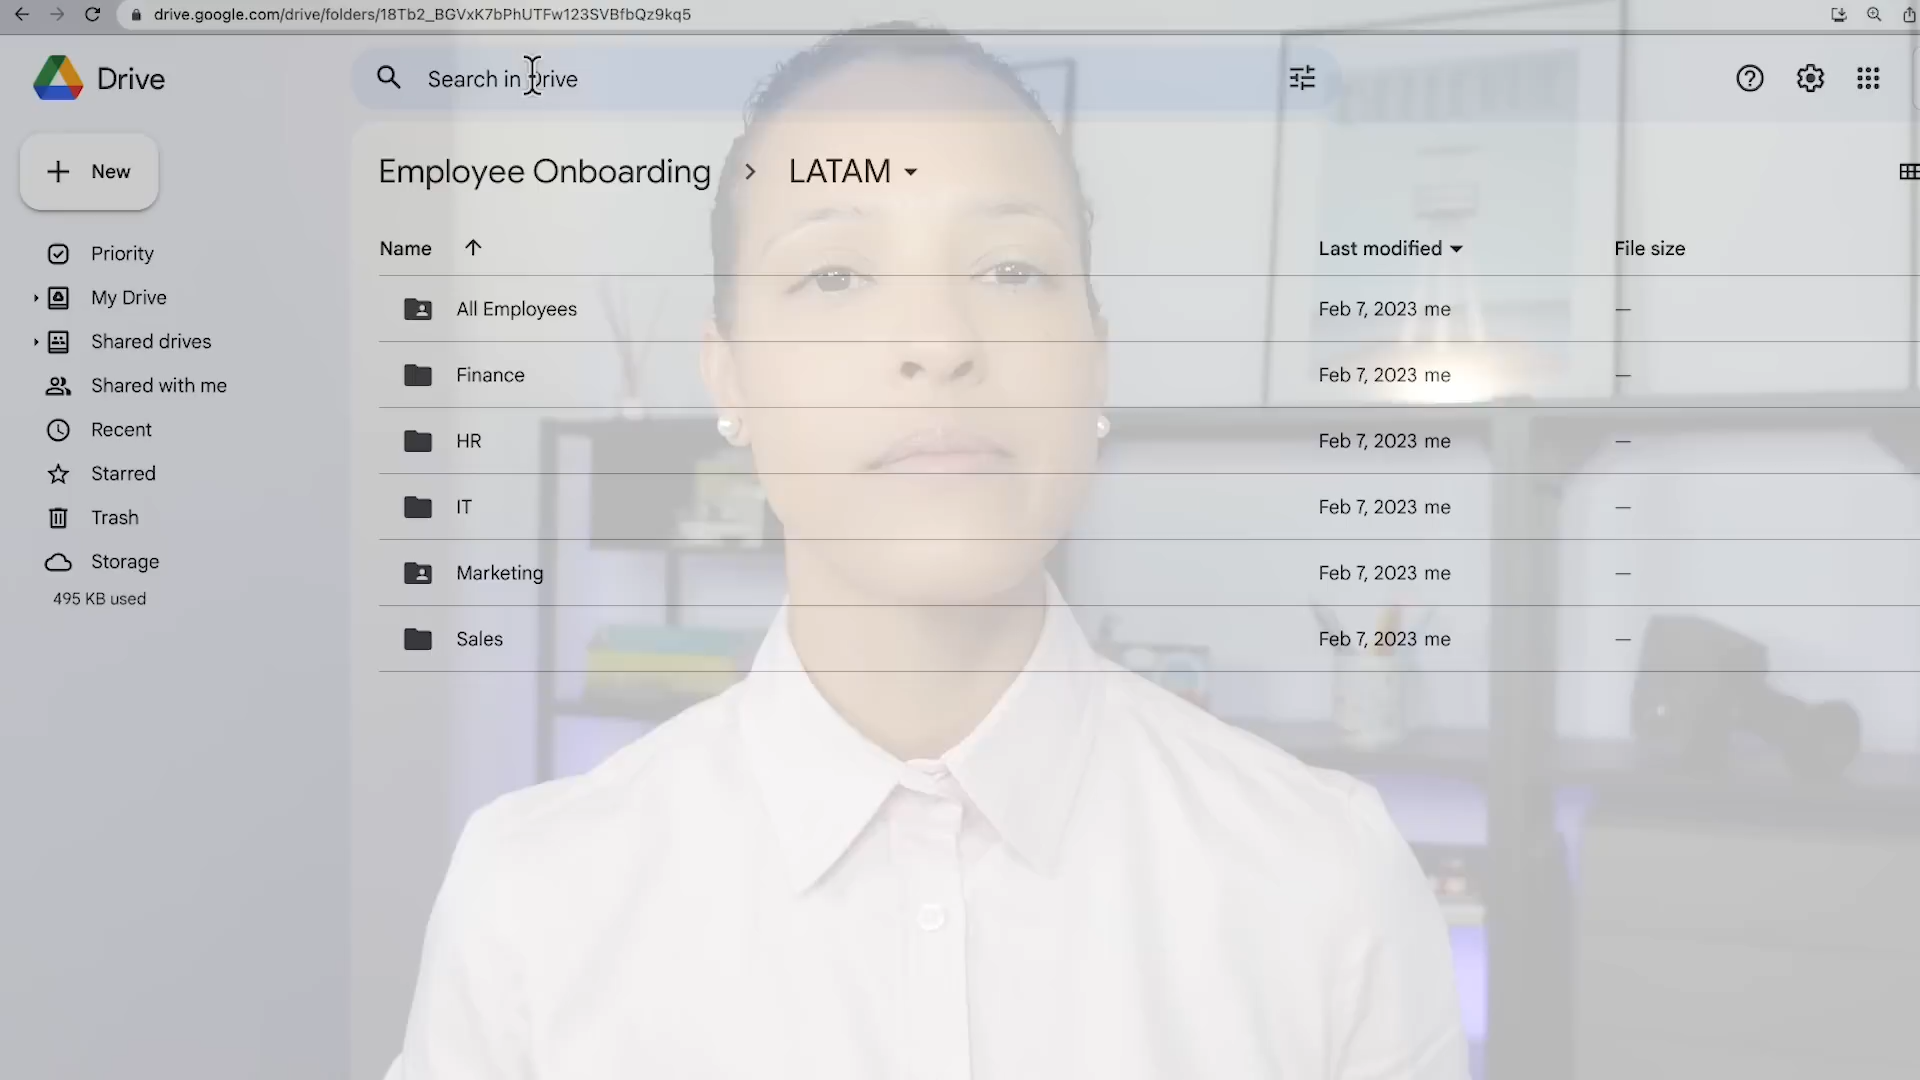 drive.google.com/drive/folders/18Tb2_BGVxK7bPhUTFw123SVBfbQz9kq5
Drive
Search in Drive
New
Employee Onboarding > LATAM
Priority
My Drive
Shared drives
Shared with me
Recent
Starred
Trash
Storage
495 KB used
Name Last modified File size
All Employees Feb 7, 2023 me —
Finance Feb 7, 2023 me —
HR Feb 7, 2023 me —
IT Feb 7, 2023 me —
Marketing Feb 7, 2023 me —
Sales Feb 7, 2023 me —